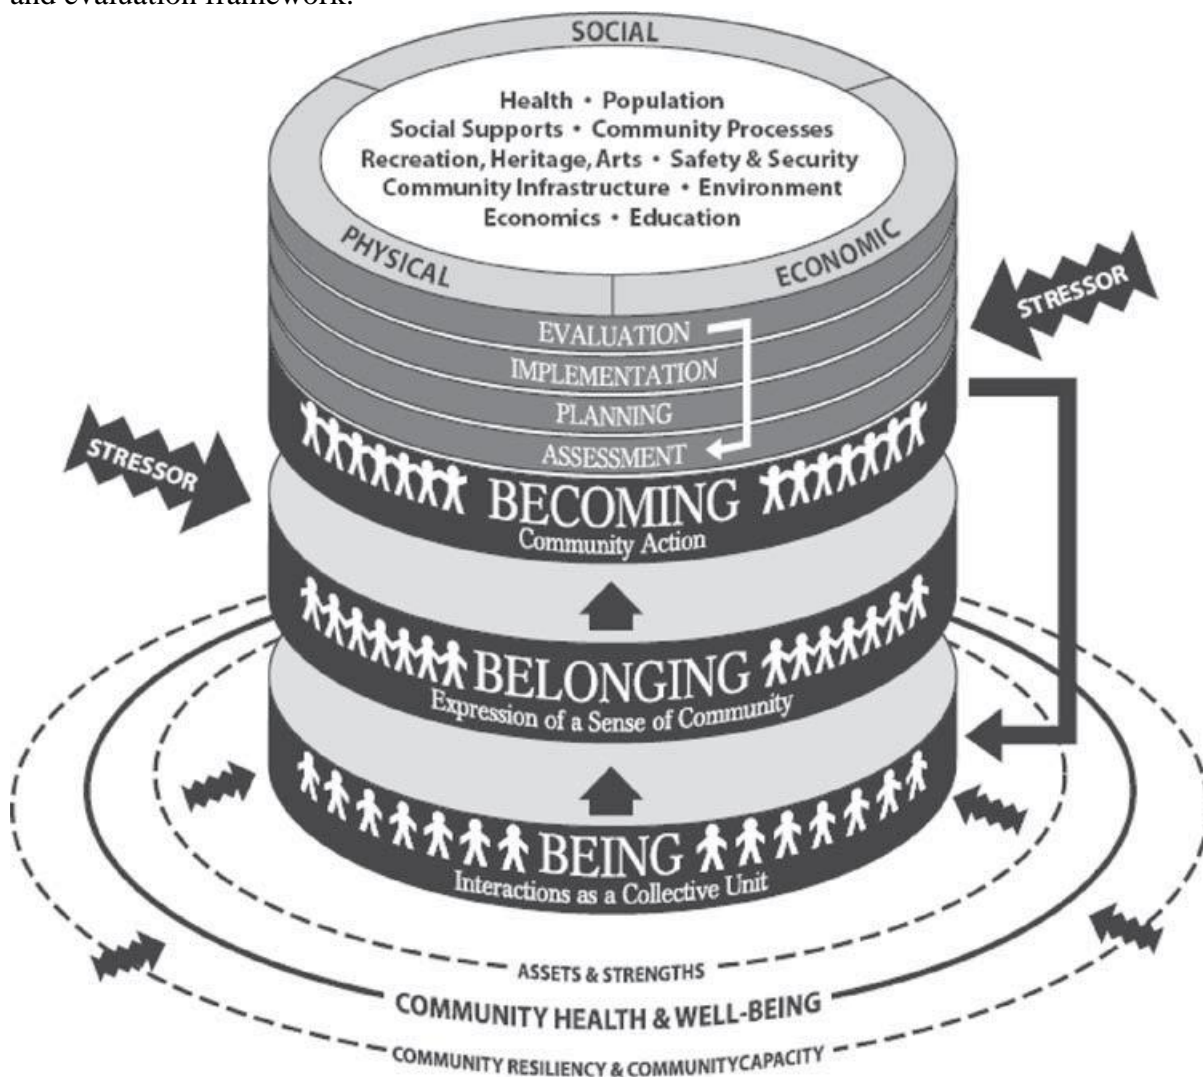 and evaluation framework.
SOCIAL
Health • Population
Social Supports • Community Processes
Recreation, Heritage, Arts • Safety & Security
Community Infrastructure • Environment
Economics • Education
PHYSICAL
ECONOMIC
STRESSOR
EVALUATION
IMPLEMENTATION
PLANNING
ASSESSMENT
STRESSOR
BECOMING
Community Action
BELONGING
Expression of a Sense of Community
BEING
Interactions as a Collective Unit
ASSETS & STRENGTHS
COMMUNITY HEALTH & WELL-BEING
COMMUNITY RESILIENCY & COMMUNITYCAPACITY